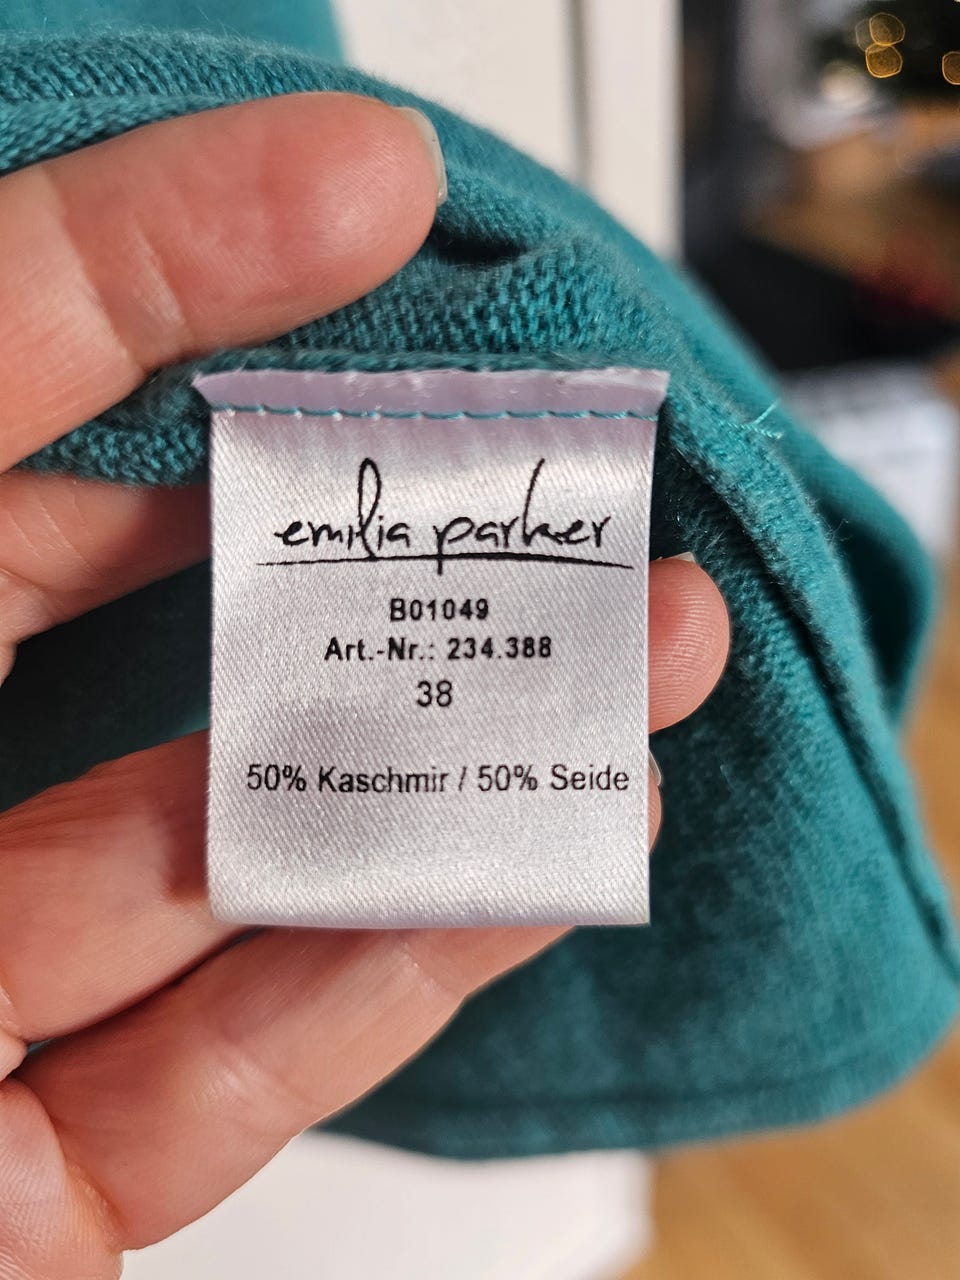 emilia parker
B01049
Art.-Nr.: 234.388
38
50% Kaschmir / 50% Seide